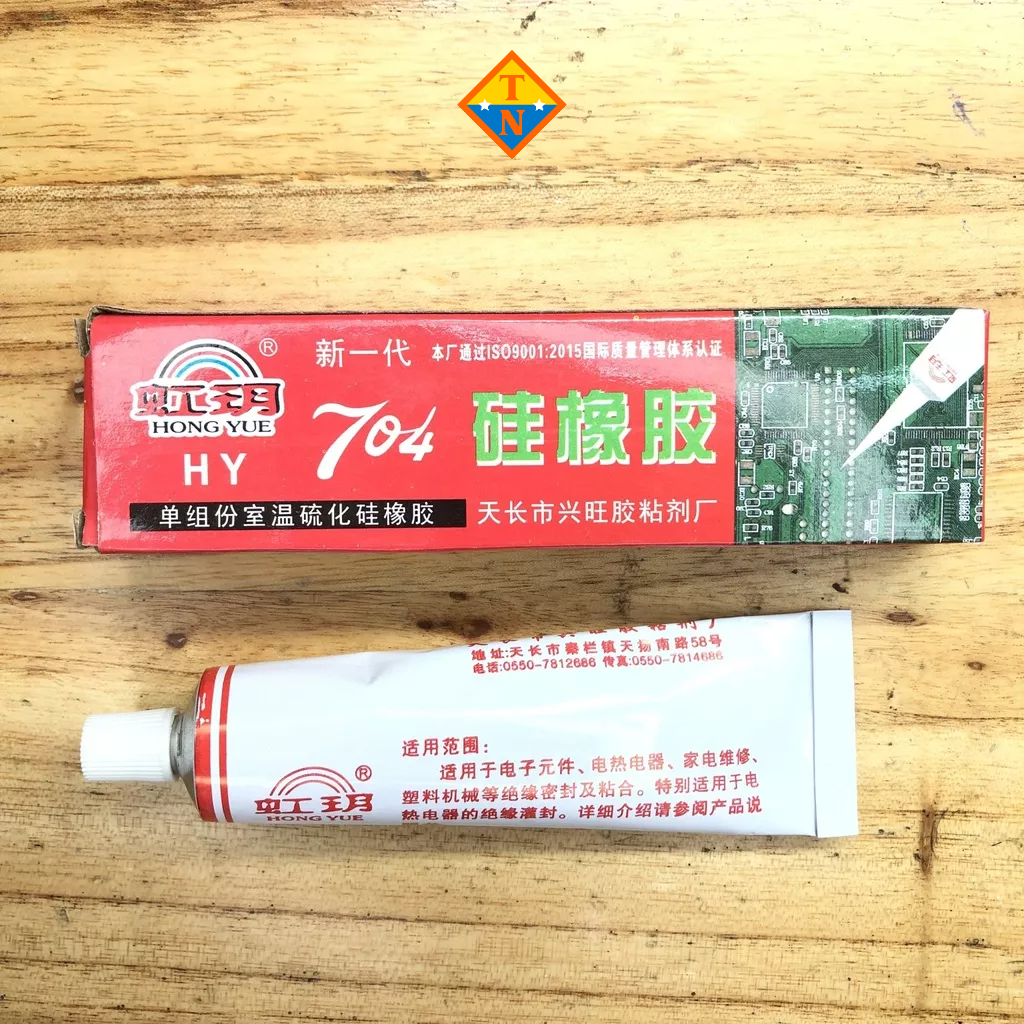 T
N
虹玥®
HONG YUE
HY
新一代
本厂通过ISO9001:2015国际质量管理体系认证
704 硅橡胶
单组份室温硫化硅橡胶
天长市兴旺胶粘剂厂
虹玥
地址:天长市秦栏镇天扬南路58号
电话:0550-7812686 传真:0550-7814686
适用范围:
适用于电子元件、电热电器、家电维修、
塑料机械等绝缘密封及粘合。特别适用于电
热电器的绝缘灌封。详细介绍请参阅产品说
虹玥®
HONG YUE